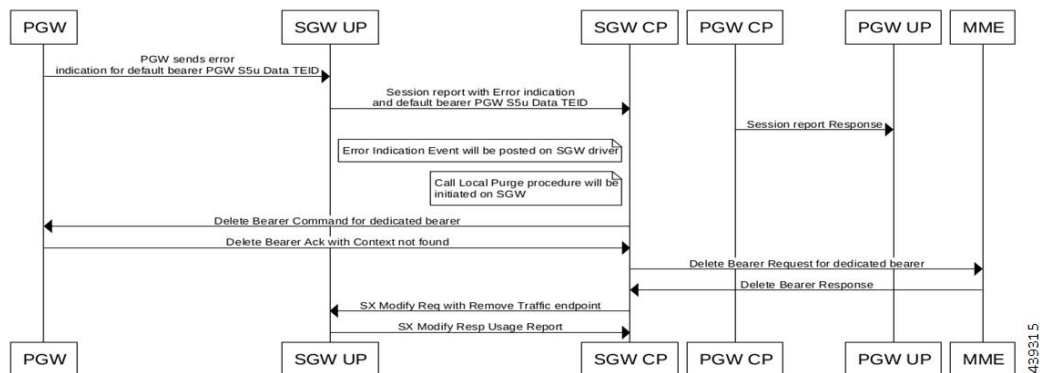 PGW
SGW UP
SGW CP
PGW CP
PGW UP
MME
PGW sends error
indication for default bearer PGW S5u Data TEID
Session report with Error indication
and default bearer PGW S5u Data TEID
Session report Response
Error Indication Event will be posted on SGW driver
Call Local Purge procedure will be
initiated on SGW
Delete Bearer Command for dedicated bearer
Delete Bearer Ack with Context not found
Delete Bearer Request for dedicated bearer
Delete Bearer Response
SX Modify Req with Remove Traffic endpoint
SX Modify Resp Usage Report
PGW
SGW UP
SGW CP
PGW CP
PGW UP
MME
439315